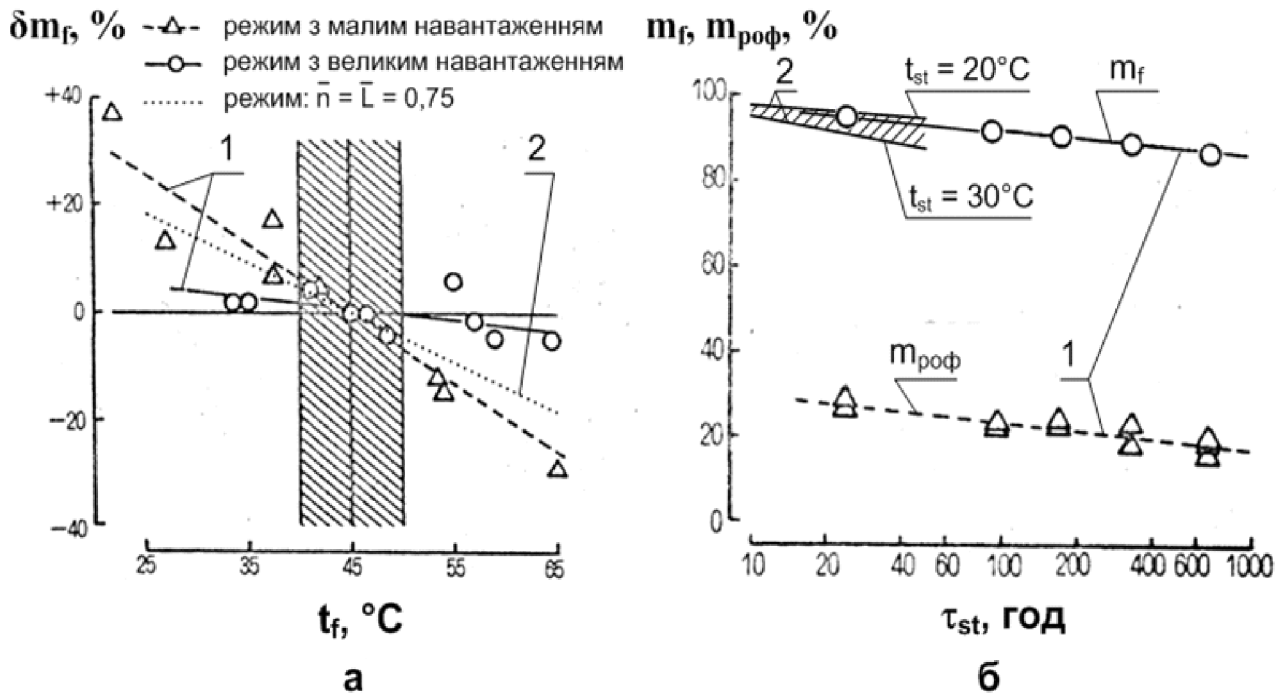 δm_f, %
режим з малим навантаженням
режим з великим навантаженням
режим: n̄ = L̄ = 0,75
+40
+20
0
−20
−40
1
2
25 35 45 55 65
t_f, °C
а
m_f, m_роф, %
2
t_st = 20°C
m_f
t_st = 30°C
100
80
60
40
20
0
m_роф
1
10 20 40 60 100 200 400 600 1000
τ_st, год
б